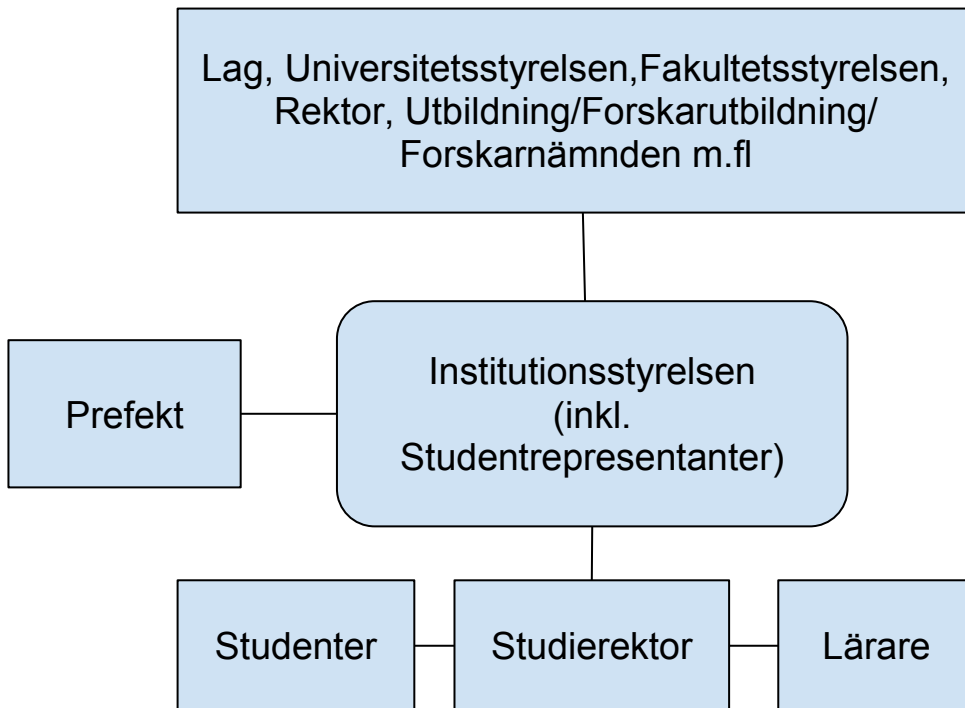 Lag, Universitetsstyrelsen,Fakultetsstyrelsen,
Rektor, Utbildning/Forskarutbildning/
Forskarnämnden m.fl
Institutionsstyrelsen
(inkl.
Studentrepresentanter)
Prefekt
Studenter
Studierektor
Lärare